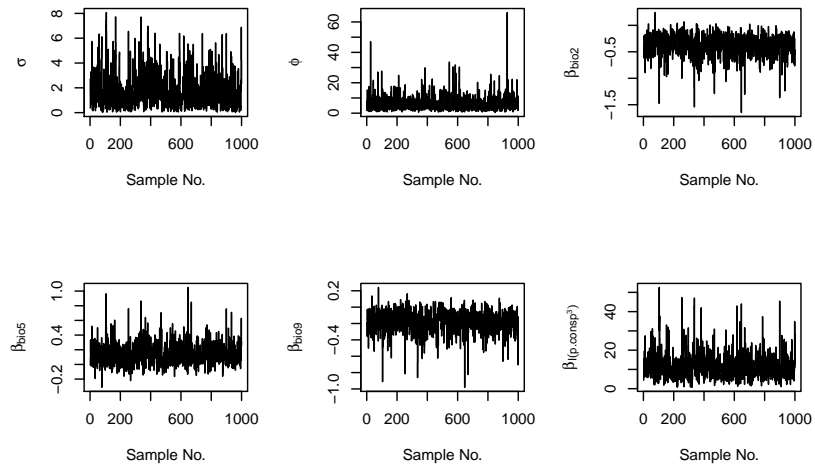 σ
0 2 4 6 8
0 200 600 1000
Sample No.
ϕ
0 10 20 40 60
0 200 600 1000
Sample No.
βbio2
−1.5 −0.5
0 200 600 1000
Sample No.
βbio5
−0.2 0.4 1.0
0 200 600 1000
Sample No.
βbio9
−1.0 −0.4 0.2
0 200 600 1000
Sample No.
βI(p.consp³)
0 20 40
0 200 600 1000
Sample No.